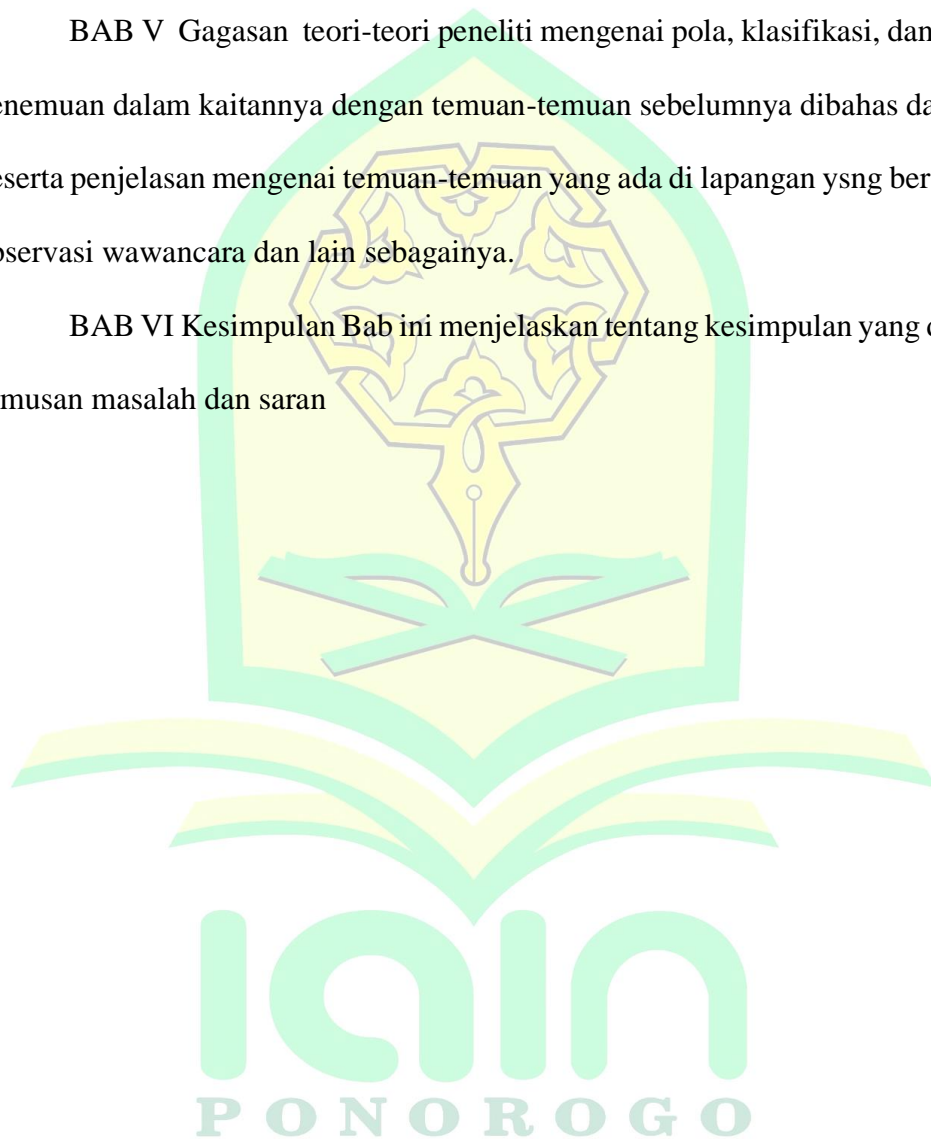 BAB V Gagasan teori-teori peneliti mengenai pola, klasifikasi, dan
enemuan dalam kaitannya dengan temuan-temuan sebelumnya dibahas da
eserta penjelasan mengenai temuan-temuan yang ada di lapangan ysng ber
bservasi wawancara dan lain sebagainya.
BAB VI Kesimpulan Bab ini menjelaskan tentang kesimpulan yang
musan masalah dan saran
iain
PONOROGO